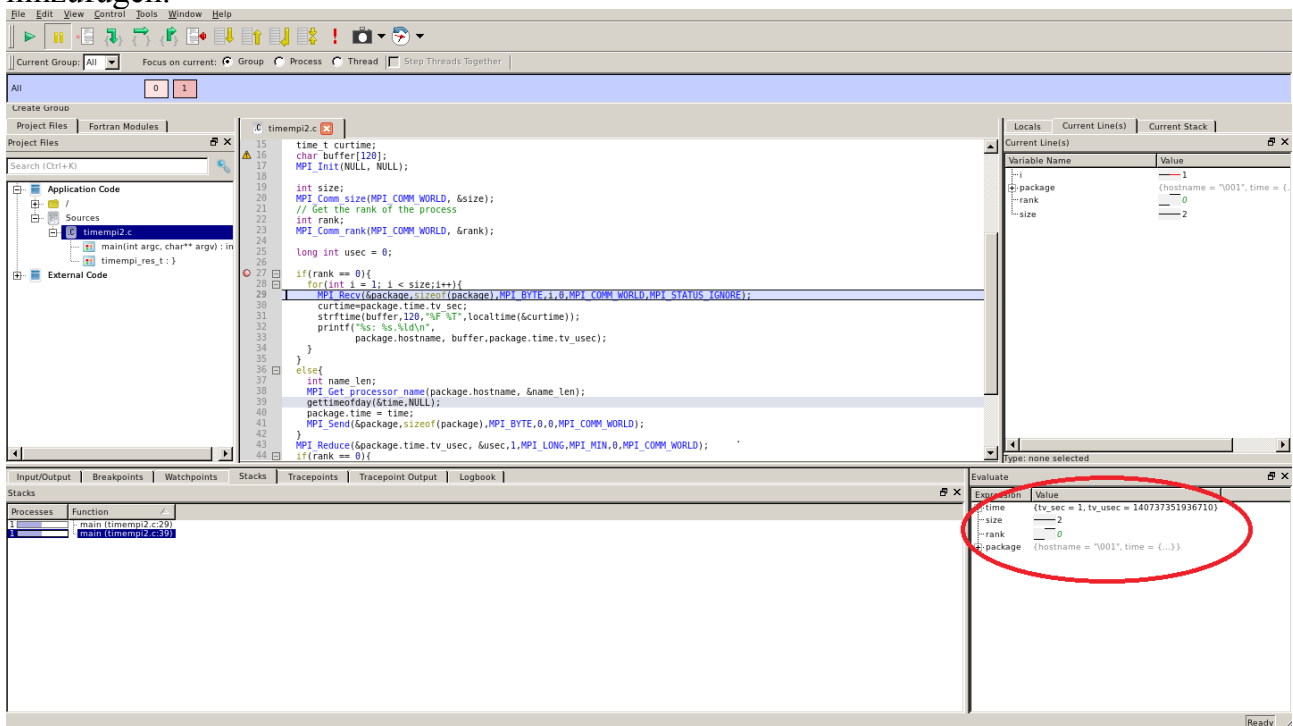 hinzufügen.
File Edit View Control Tools Window Help
Current Group: All Focus on current: Group Process Thread Step Threads Together
All 0 1
Create Group
Project Files Fortran Modules
Project Files
Search (Ctrl+K)
Application Code
/
Sources
timempi2.c
main(int argc, char** argv) : in
timempi_res_t : }
External Code
timempi2.c
15 time_t curtime;
16 char buffer[120];
17 MPI_Init(NULL, NULL);
18
19 int size;
20 MPI_Comm_size(MPI_COMM_WORLD, &size);
21 // Get the rank of the process
22 int rank;
23 MPI_Comm_rank(MPI_COMM_WORLD, &rank);
24
25 long int usec = 0;
26
27 if(rank == 0){
28 for(int i = 1; i < size;i++){
29 MPI_Recv(&package,sizeof(package),MPI_BYTE,i,0,MPI_COMM_WORLD,MPI_STATUS_IGNORE);
30 curtime=package.time.tv_sec;
31 strftime(buffer,120,"%F %T",localtime(&curtime));
32 printf("%s: %s.%ld\n",
33 package.hostname, buffer,package.time.tv_usec);
34 }
35 }
36 else{
37 int name_len;
38 MPI_Get_processor_name(package.hostname, &name_len);
39 gettimeofday(&time,NULL);
40 package.time = time;
41 MPI_Send(&package,sizeof(package),MPI_BYTE,0,0,MPI_COMM_WORLD);
42 }
43 MPI_Reduce(&package.time.tv_usec, &usec,1,MPI_LONG,MPI_MIN,0,MPI_COMM_WORLD);
44 if(rank == 0){
Locals Current Line(s) Current Stack
Current Line(s)
Variable Name Value
i 1
package {hostname = "\001", time = {.
rank 0
size 2
Type: none selected
Input/Output Breakpoints Watchpoints Stacks Tracepoints Tracepoint Output Logbook
Stacks
Processes Function
1 main (timempi2.c:29)
1 main (timempi2.c:39)
Evaluate
Expression Value
time {tv_sec = 1, tv_usec = 140737351936710}
size 2
rank 0
package {hostname = "\001", time = {...}}
Ready